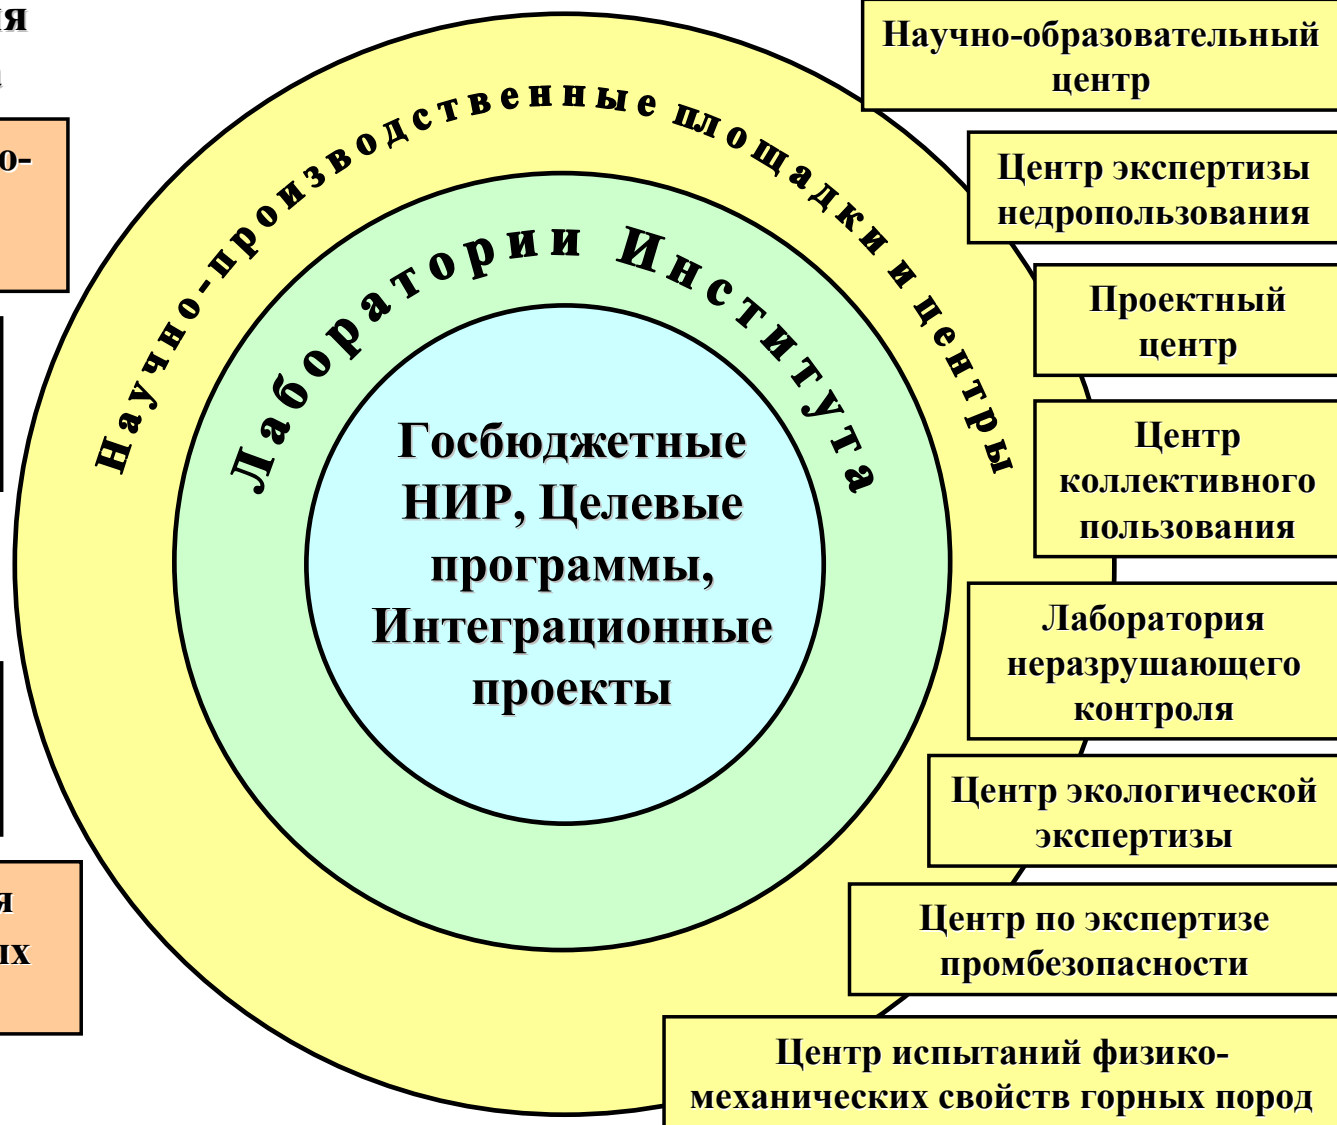 Научно-производственные площадки и центры
Лаборатории Института
Госбюджетные
НИР, Целевые
программы,
Интеграционные
проекты
Научно-образовательный
центр
Центр экспертизы
недропользования
Проектный
центр
Центр
коллективного
пользования
Лаборатория
неразрушающего
контроля
Центр экологической
экспертизы
Центр по экспертизе
промбезопасности
Центр испытаний физико-
механических свойств горных пород